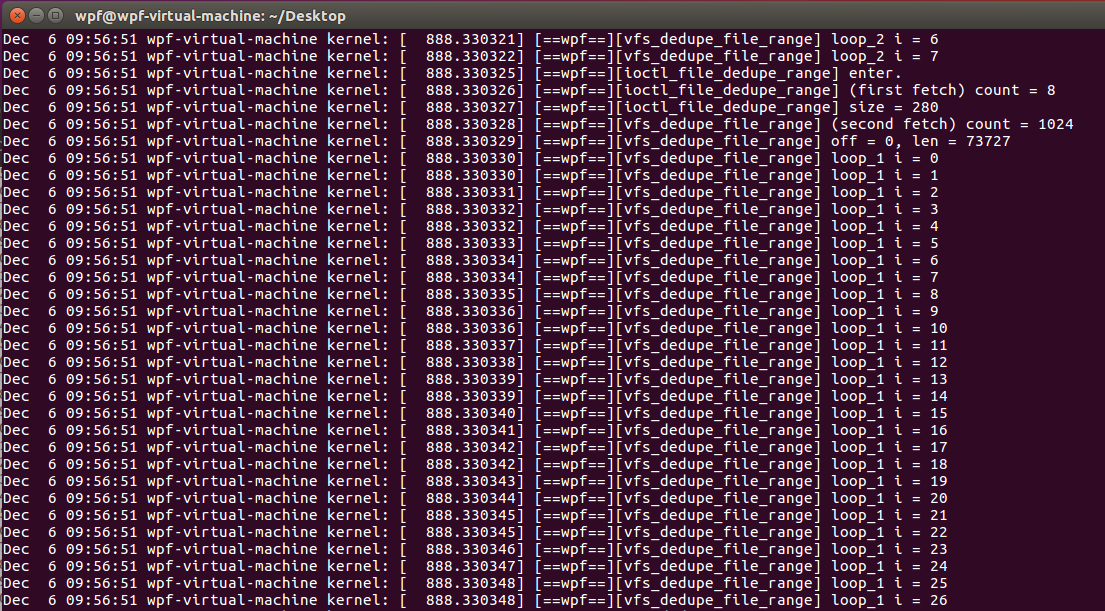 wpf@wpf-virtual-machine: ~/Desktop
Dec  6 09:56:51 wpf-virtual-machine kernel: [  888.330321] [==wpf==][vfs_dedupe_file_range] loop_2 i = 6
Dec  6 09:56:51 wpf-virtual-machine kernel: [  888.330322] [==wpf==][vfs_dedupe_file_range] loop_2 i = 7
Dec  6 09:56:51 wpf-virtual-machine kernel: [  888.330325] [==wpf==][ioctl_file_dedupe_range] enter.
Dec  6 09:56:51 wpf-virtual-machine kernel: [  888.330326] [==wpf==][ioctl_file_dedupe_range] (first fetch) count = 8
Dec  6 09:56:51 wpf-virtual-machine kernel: [  888.330327] [==wpf==][ioctl_file_dedupe_range] size = 280
Dec  6 09:56:51 wpf-virtual-machine kernel: [  888.330328] [==wpf==][vfs_dedupe_file_range] (second fetch) count = 1024
Dec  6 09:56:51 wpf-virtual-machine kernel: [  888.330329] [==wpf==][vfs_dedupe_file_range] off = 0, len = 73727
Dec  6 09:56:51 wpf-virtual-machine kernel: [  888.330330] [==wpf==][vfs_dedupe_file_range] loop_1 i = 0
Dec  6 09:56:51 wpf-virtual-machine kernel: [  888.330330] [==wpf==][vfs_dedupe_file_range] loop_1 i = 1
Dec  6 09:56:51 wpf-virtual-machine kernel: [  888.330331] [==wpf==][vfs_dedupe_file_range] loop_1 i = 2
Dec  6 09:56:51 wpf-virtual-machine kernel: [  888.330332] [==wpf==][vfs_dedupe_file_range] loop_1 i = 3
Dec  6 09:56:51 wpf-virtual-machine kernel: [  888.330332] [==wpf==][vfs_dedupe_file_range] loop_1 i = 4
Dec  6 09:56:51 wpf-virtual-machine kernel: [  888.330333] [==wpf==][vfs_dedupe_file_range] loop_1 i = 5
Dec  6 09:56:51 wpf-virtual-machine kernel: [  888.330334] [==wpf==][vfs_dedupe_file_range] loop_1 i = 6
Dec  6 09:56:51 wpf-virtual-machine kernel: [  888.330334] [==wpf==][vfs_dedupe_file_range] loop_1 i = 7
Dec  6 09:56:51 wpf-virtual-machine kernel: [  888.330335] [==wpf==][vfs_dedupe_file_range] loop_1 i = 8
Dec  6 09:56:51 wpf-virtual-machine kernel: [  888.330336] [==wpf==][vfs_dedupe_file_range] loop_1 i = 9
Dec  6 09:56:51 wpf-virtual-machine kernel: [  888.330336] [==wpf==][vfs_dedupe_file_range] loop_1 i = 10
Dec  6 09:56:51 wpf-virtual-machine kernel: [  888.330337] [==wpf==][vfs_dedupe_file_range] loop_1 i = 11
Dec  6 09:56:51 wpf-virtual-machine kernel: [  888.330338] [==wpf==][vfs_dedupe_file_range] loop_1 i = 12
Dec  6 09:56:51 wpf-virtual-machine kernel: [  888.330339] [==wpf==][vfs_dedupe_file_range] loop_1 i = 13
Dec  6 09:56:51 wpf-virtual-machine kernel: [  888.330339] [==wpf==][vfs_dedupe_file_range] loop_1 i = 14
Dec  6 09:56:51 wpf-virtual-machine kernel: [  888.330340] [==wpf==][vfs_dedupe_file_range] loop_1 i = 15
Dec  6 09:56:51 wpf-virtual-machine kernel: [  888.330341] [==wpf==][vfs_dedupe_file_range] loop_1 i = 16
Dec  6 09:56:51 wpf-virtual-machine kernel: [  888.330342] [==wpf==][vfs_dedupe_file_range] loop_1 i = 17
Dec  6 09:56:51 wpf-virtual-machine kernel: [  888.330342] [==wpf==][vfs_dedupe_file_range] loop_1 i = 18
Dec  6 09:56:51 wpf-virtual-machine kernel: [  888.330343] [==wpf==][vfs_dedupe_file_range] loop_1 i = 19
Dec  6 09:56:51 wpf-virtual-machine kernel: [  888.330344] [==wpf==][vfs_dedupe_file_range] loop_1 i = 20
Dec  6 09:56:51 wpf-virtual-machine kernel: [  888.330345] [==wpf==][vfs_dedupe_file_range] loop_1 i = 21
Dec  6 09:56:51 wpf-virtual-machine kernel: [  888.330345] [==wpf==][vfs_dedupe_file_range] loop_1 i = 22
Dec  6 09:56:51 wpf-virtual-machine kernel: [  888.330346] [==wpf==][vfs_dedupe_file_range] loop_1 i = 23
Dec  6 09:56:51 wpf-virtual-machine kernel: [  888.330347] [==wpf==][vfs_dedupe_file_range] loop_1 i = 24
Dec  6 09:56:51 wpf-virtual-machine kernel: [  888.330348] [==wpf==][vfs_dedupe_file_range] loop_1 i = 25
Dec  6 09:56:51 wpf-virtual-machine kernel: [  888.330348] [==wpf==][vfs_dedupe_file_range] loop_1 i = 26